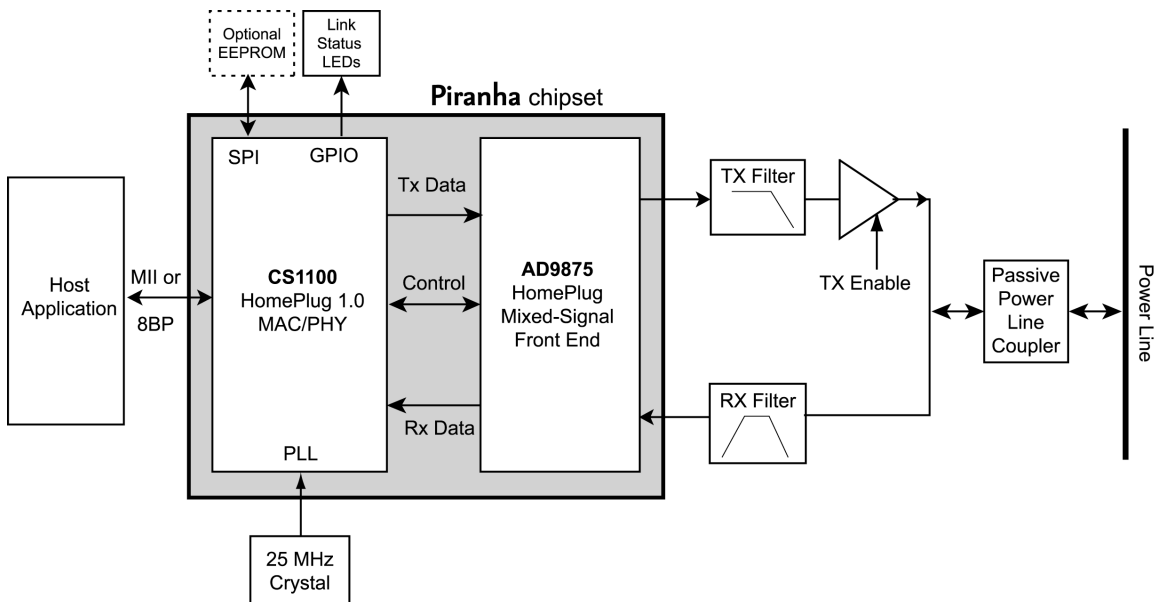 Optional
EEPROM
Link
Status
LEDs
Piranha chipset
SPI
GPIO
Tx Data
TX Filter
Host
Application
MII or
8BP
CS1100
HomePlug 1.0
MAC/PHY
Control
AD9875
HomePlug
Mixed-Signal
Front End
TX Enable
Passive
Power
Line
Coupler
Power Line
Rx Data
RX Filter
PLL
25 MHz
Crystal